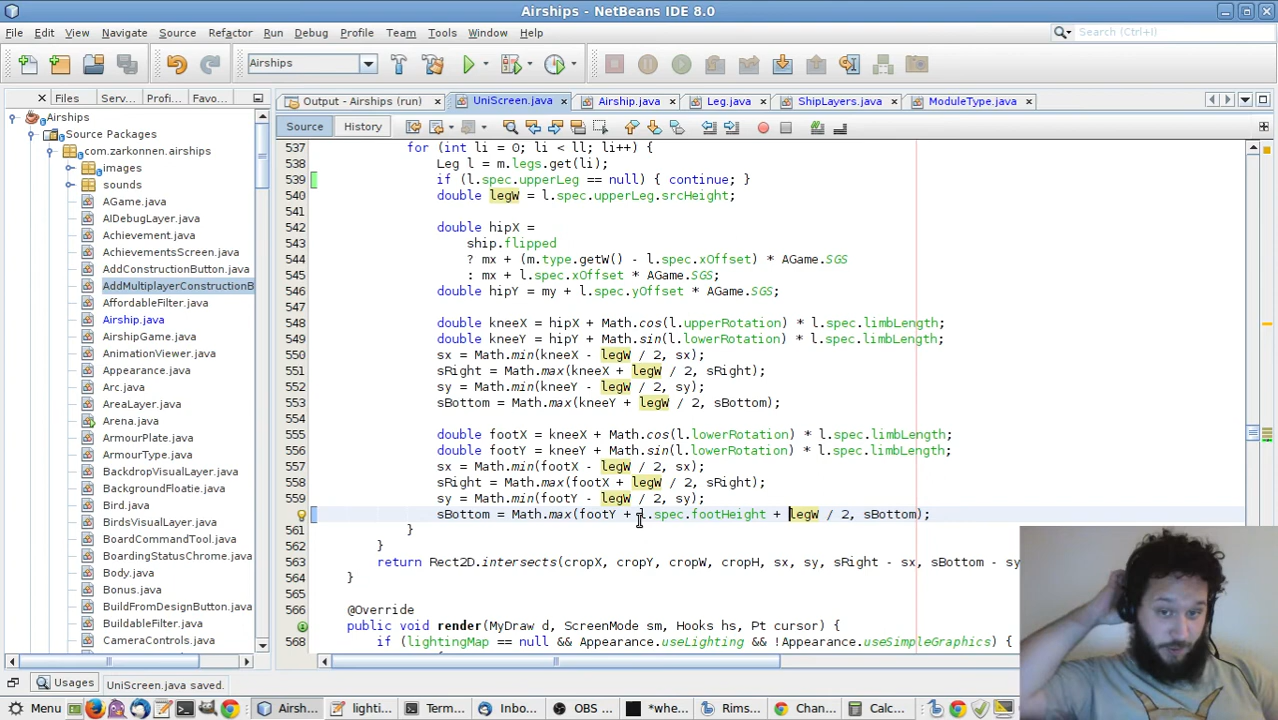 Airships - NetBeans IDE 8.0
File Edit View Navigate Source Refactor Run Debug Profile Team Tools Window Help
Search (Ctrl+I)
Airships
Files Serv... Profi... Favo...
Output - Airships (run) UniScreen.java Airship.java Leg.java ShipLayers.java ModuleType.java
Source History
Airships
Source Packages
com.zarkonnen.airships
images
sounds
AGame.java
AIDebugLayer.java
Achievement.java
AchievementsScreen.java
AddConstructionButton.java
AddMultiplayerConstructionB
AffordableFilter.java
Airship.java
AirshipGame.java
AnimationViewer.java
Appearance.java
Arc.java
AreaLayer.java
Arena.java
ArmourPlate.java
ArmourType.java
BackdropVisualLayer.java
BackgroundFloatie.java
Bird.java
BirdsVisualLayer.java
BoardingParty.java
Body.java
Bonus.java
BuildFromDesignButton.java
BuildableFilter.java
CameraControls.java
537 for (int li = 0; li < ll; li++) {
538 Leg l = m.legs.get(li);
539 if (l.spec.upperLeg == null) { continue; }
540 double legW = l.spec.upperLeg.srcHeight;
541
542 double hipX =
543 ship.flipped
544 ? mx + (m.type.getW() - l.spec.xOffset) * AGame.SGS
545 : mx + l.spec.xOffset * AGame.SGS;
546 double hipY = my + l.spec.yOffset * AGame.SGS;
547
548 double kneeX = hipX + Math.cos(l.upperRotation) * l.spec.limbLength;
549 double kneeY = hipY + Math.sin(l.lowerRotation) * l.spec.limbLength;
550 sx = Math.min(kneeX - legW / 2, sx);
551 sRight = Math.max(kneeX + legW / 2, sRight);
552 sy = Math.min(kneeY - legW / 2, sy);
553 sBottom = Math.max(kneeY + legW / 2, sBottom);
554
555 double footX = kneeX + Math.cos(l.lowerRotation) * l.spec.limbLength;
556 double footY = kneeY + Math.sin(l.lowerRotation) * l.spec.limbLength;
557 sx = Math.min(footX - legW / 2, sx);
558 sRight = Math.max(footX + legW / 2, sRight);
559 sy = Math.min(footY - legW / 2, sy);
sBottom = Math.max(footY + l.spec.footHeight + legW / 2, sBottom);
561 }
562 }
563 return Rect2D.intersects(cropX, cropY, cropW, cropH, sx, sy, sRight - sx, sBottom - sy
564 }
565
566 @Override
public void render(MyDraw d, ScreenMode sm, Hooks hs, Pt cursor) {
568 if (lightingMap == null && Appearance.useLighting && !Appearance.useSimpleGraphics) {
Usages UniScreen.java saved.
Menu Airsh... lighti... Term... Inbo... OBS ... *whe... Rims...